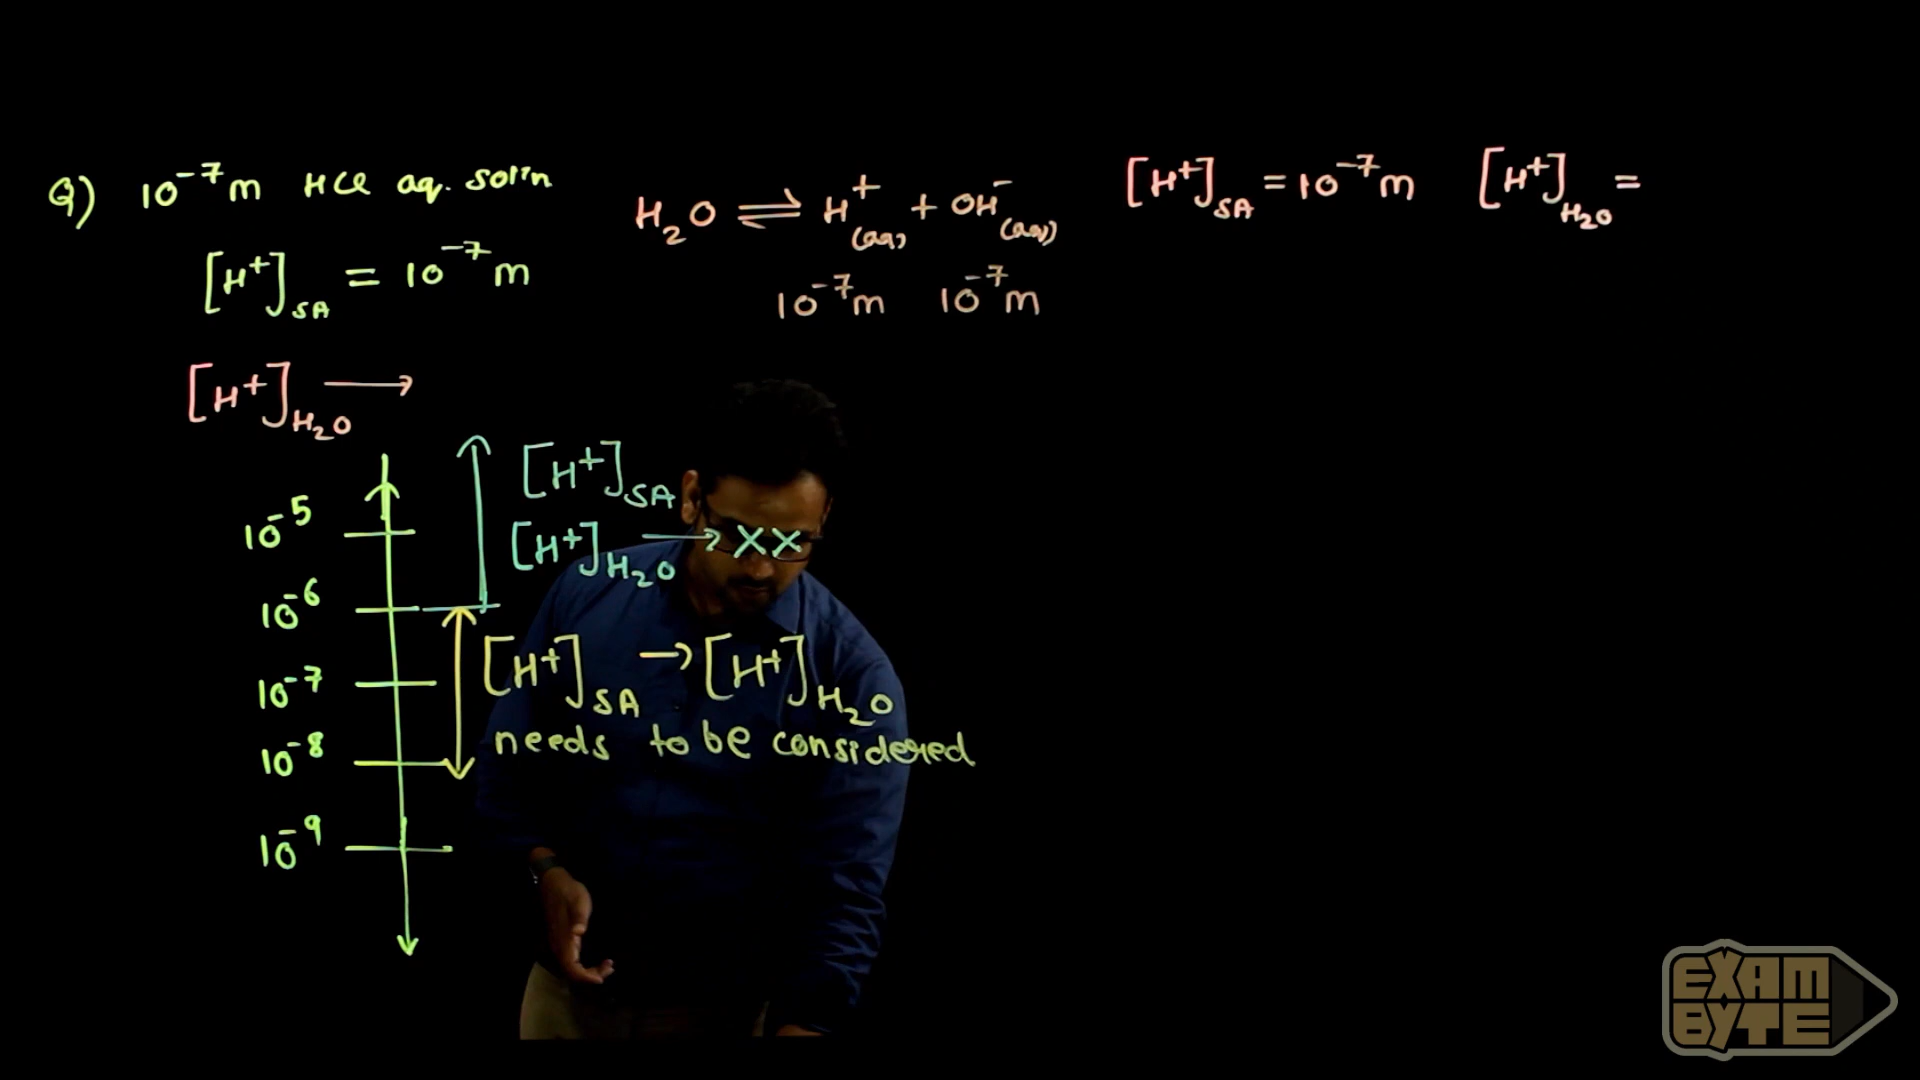 Q) 10⁻⁷m HCl aq. soln
[H⁺]SA = 10⁻⁷m
[H⁺]H₂O →
H₂O ⇌ H⁺(aq) + OH⁻(aq)
10⁻⁷m 10⁻⁷m
[H⁺]SA = 10⁻⁷m [H⁺]H₂O =
10⁻⁵
10⁻⁶
10⁻⁷
10⁻⁸
10⁻⁹
[H⁺]SA
[H⁺]H₂O → XX
[H⁺]SA → [H⁺]H₂O
needs to be considered
EXAM
BYTE